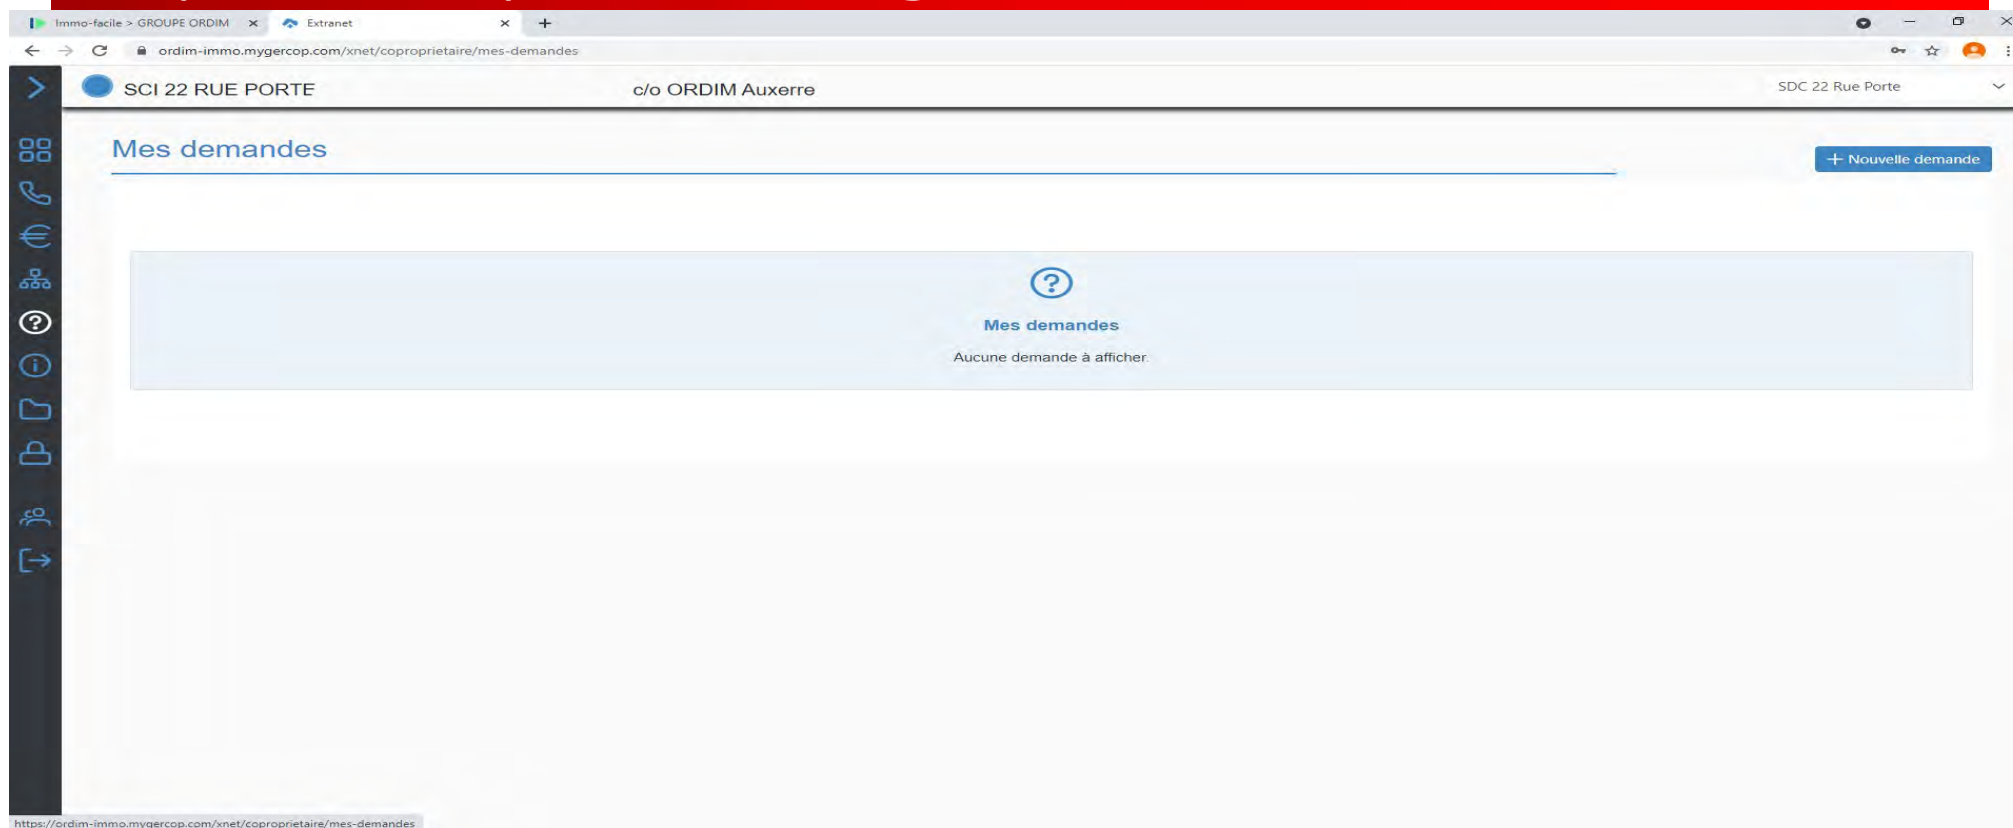 Immo-facile > GROUPE ORDIM
Extranet
ordim-immo.mygercop.com/xnet/coproprietaire/mes-demandes
SCI 22 RUE PORTE
c/o ORDIM Auxerre
SDC 22 Rue Porte
Mes demandes
+ Nouvelle demande
Mes demandes
Aucune demande à afficher.
https://ordim-immo.mygercop.com/xnet/coproprietaire/mes-demandes